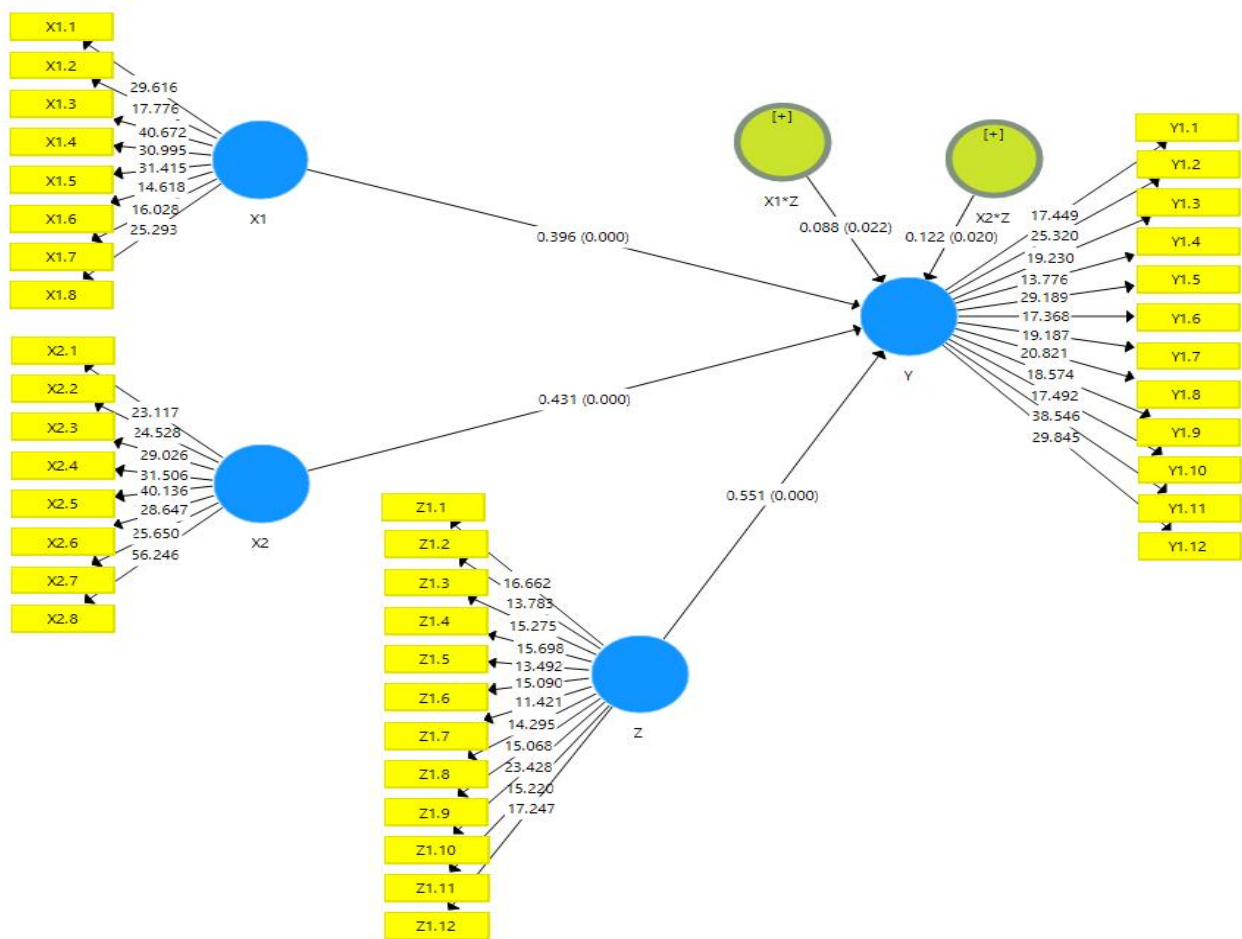 X1.1
X1.2
X1.3
X1.4
X1.5
X1.6
X1.7
X1.8
29.616
17.776
40.672
30.995
31.415
14.618
16.028
25.293
X1
X2.1
X2.2
X2.3
X2.4
X2.5
X2.6
X2.7
X2.8
23.117
24.528
29.026
31.506
40.136
28.647
25.650
56.246
X2
0.396 (0.000)
0.431 (0.000)
[+]
X1*Z
0.088 (0.022)
[+]
X2*Z
0.122 (0.020)
Y
17.449
25.320
19.230
13.776
29.189
17.368
19.187
20.821
18.574
17.492
38.546
29.845
Y1.1
Y1.2
Y1.3
Y1.4
Y1.5
Y1.6
Y1.7
Y1.8
Y1.9
Y1.10
Y1.11
Y1.12
0.551 (0.000)
Z1.1
Z1.2
Z1.3
Z1.4
Z1.5
Z1.6
Z1.7
Z1.8
Z1.9
Z1.10
Z1.11
Z1.12
16.662
13.783
15.275
15.698
13.492
15.090
11.421
14.295
15.068
23.428
15.220
17.247
Z